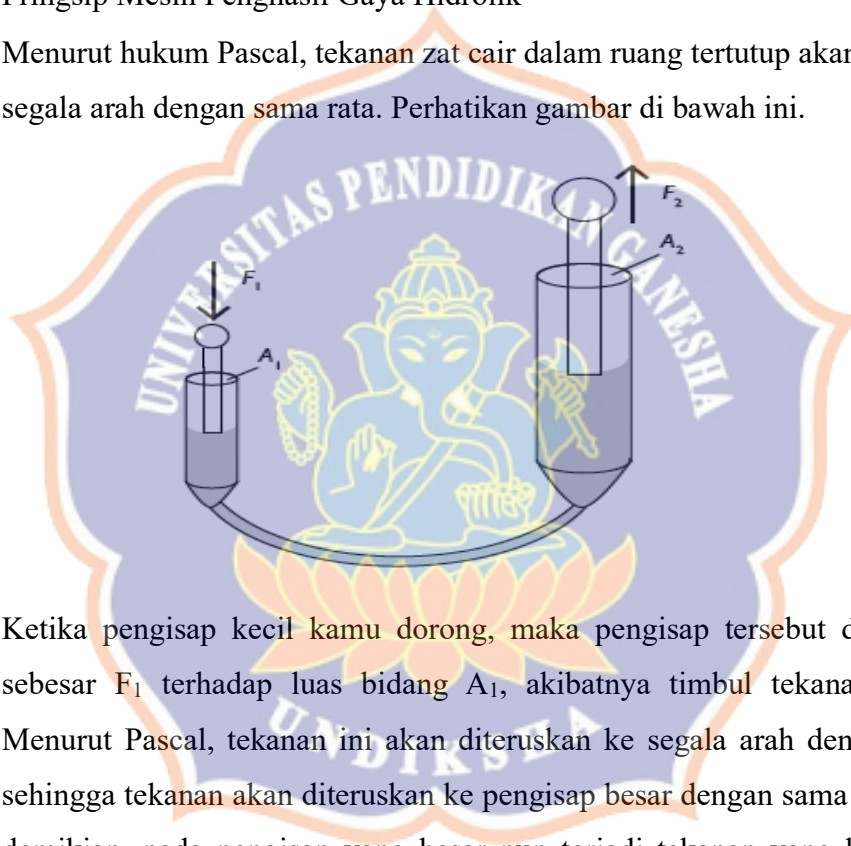 Pringsip Mesin Penghasil Gaya Hidrolik
Menurut hukum Pascal, tekanan zat cair dalam ruang tertutup akan
segala arah dengan sama rata. Perhatikan gambar di bawah ini.
UNIVERSITAS PENDIDIKAN GANESHA
F₂
A₂
F₁
A₁
Ketika pengisap kecil kamu dorong, maka pengisap tersebut d
sebesar F₁ terhadap luas bidang A₁, akibatnya timbul tekana
Menurut Pascal, tekanan ini akan diteruskan ke segala arah den
UNDIKSHA
sehingga tekanan akan diteruskan ke pengisap besar dengan sama